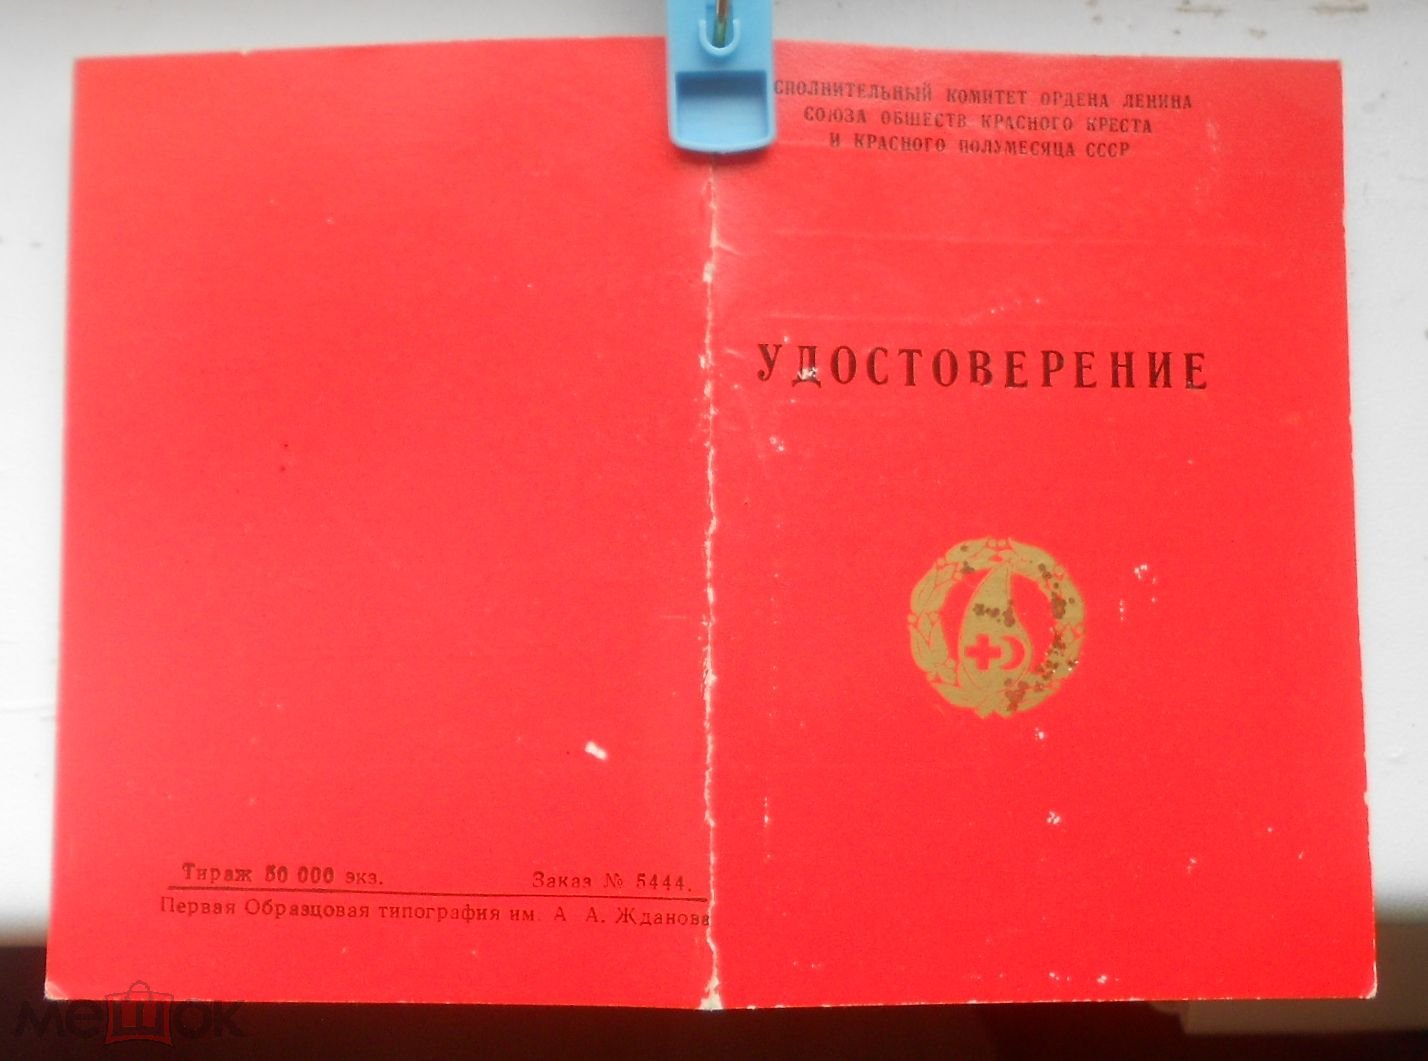 СПОЛНИТЕЛЬНЫЙ КОМИТЕТ ОРДЕНА ЛЕНИНА
СОЮЗА ОБЩЕСТВ КРАСНОГО КРЕСТА
И КРАСНОГО ПОЛУМЕСЯЦА СССР
УДОСТОВЕРЕНИЕ
Тираж 50 000 экз. Заказ № 5444.
Первая Образцовая типография им. А. А. Жданова
мешок